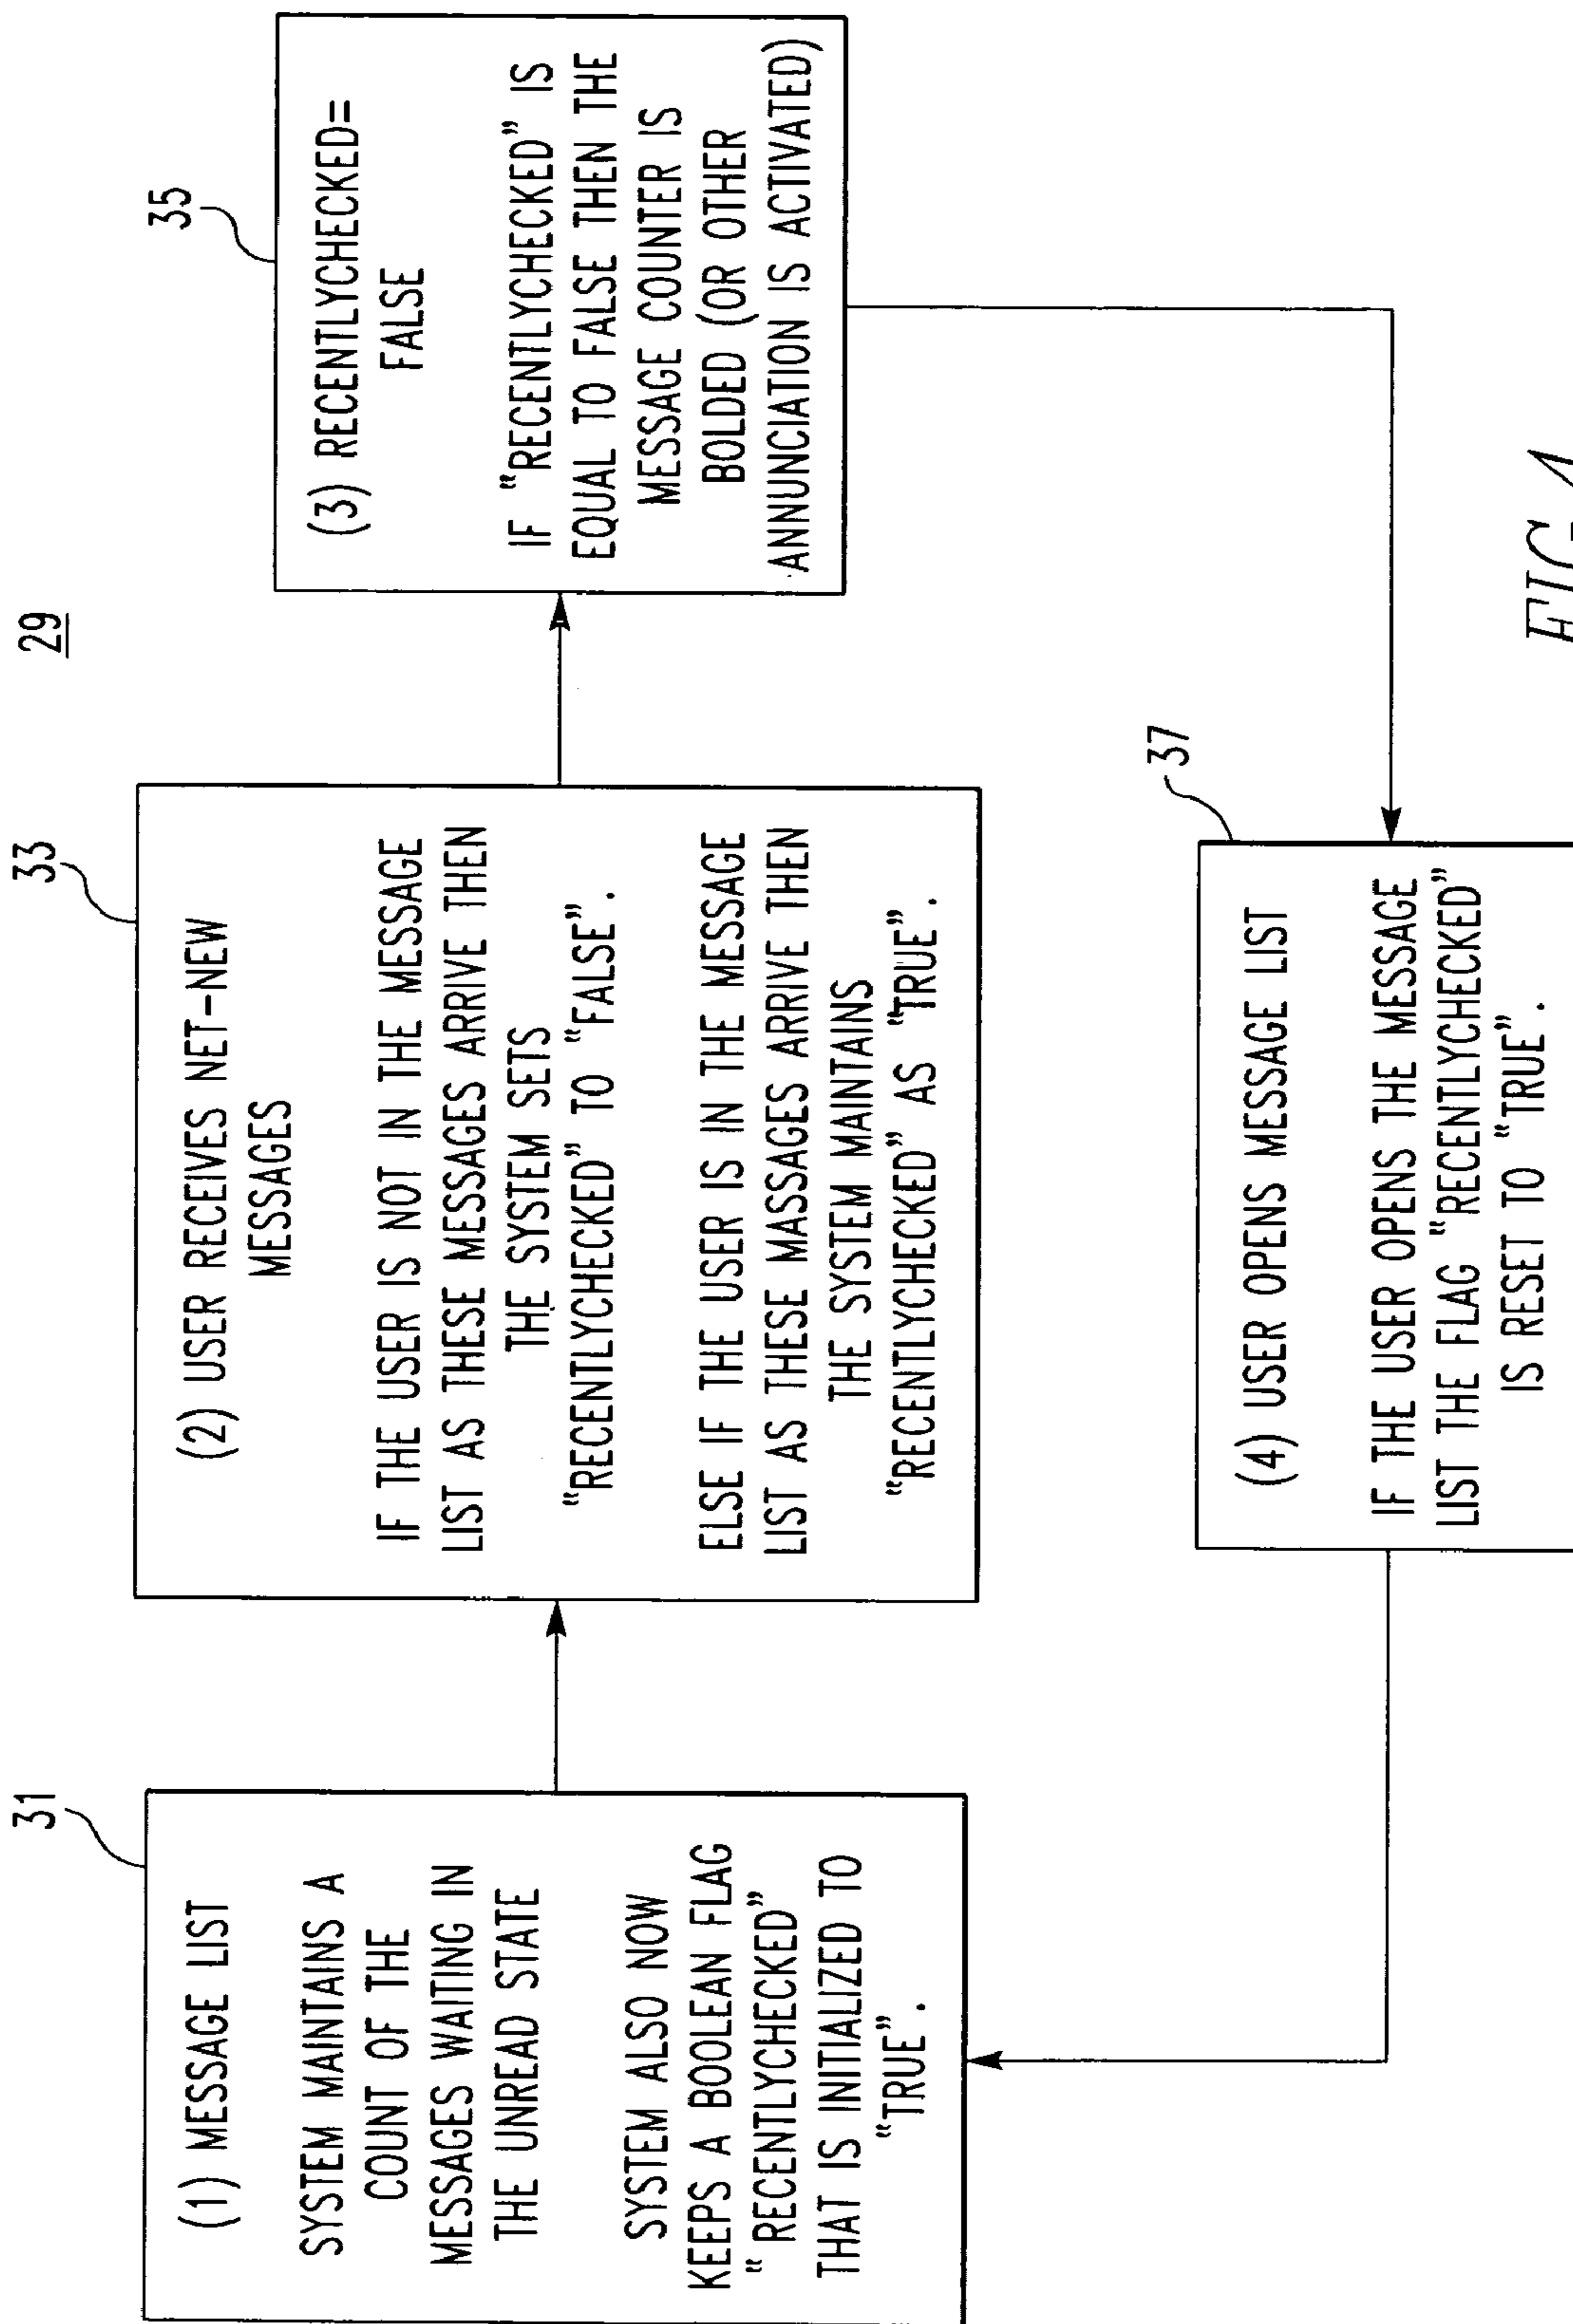 29
31
(1) MESSAGE LIST
SYSTEM MAINTAINS A
COUNT OF THE
MESSAGES WAITING IN
THE UNREAD STATE
SYSTEM ALSO NOW
KEEPS A BOOLEAN FLAG
"RECENTLYCHECKED"
THAT IS INITIALIZED TO
"TRUE".
33
(2) USER RECEIVES NET-NEW
MESSAGES
IF THE USER IS NOT IN THE MESSAGE
LIST AS THESE MESSAGES ARRIVE THEN
THE SYSTEM SETS
"RECENTLYCHECKED" TO "FALSE".
ELSE IF THE USER IS IN THE MESSAGE
LIST AS THESE MASSAGES ARRIVE THEN
THE SYSTEM MAINTAINS
"RECENTLYCHECKED" AS "TRUE".
35
(3) RECENTLYCHECKED=
FALSE
IF "RECENTLYCHECKED" IS
EQUAL TO FALSE THEN THE
MESSAGE COUNTER IS
BOLDED (OR OTHER
ANNUNCIATION IS ACTIVATED)
37
(4) USER OPENS MESSAGE LIST
IF THE USER OPENS THE MESSAGE
LIST THE FLAG "RECENTLYCHECKED"
IS RESET TO "TRUE".
FIG. 4